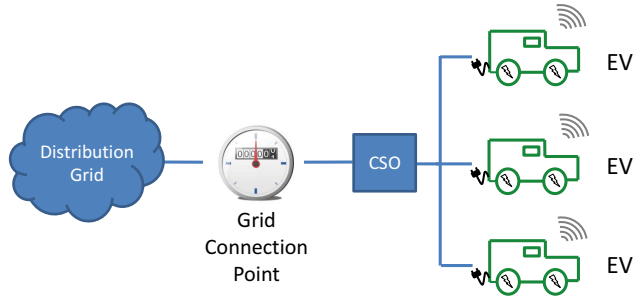 EV
Distribution
Grid
CSO
EV
Grid
Connection
Point
EV